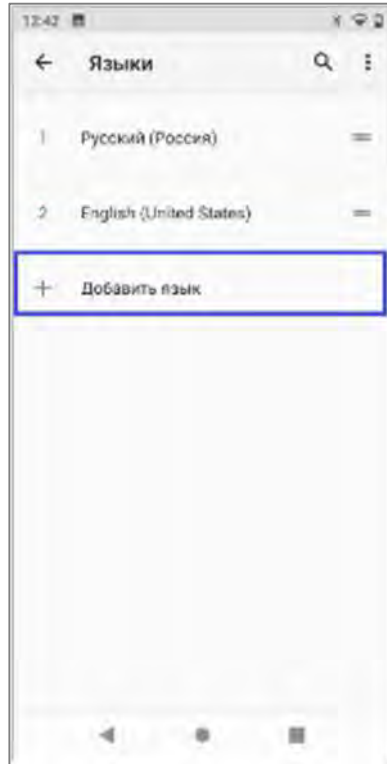 12:42
Языки
1 Русский (Россия)
2 English (United States)
+ Добавить язык